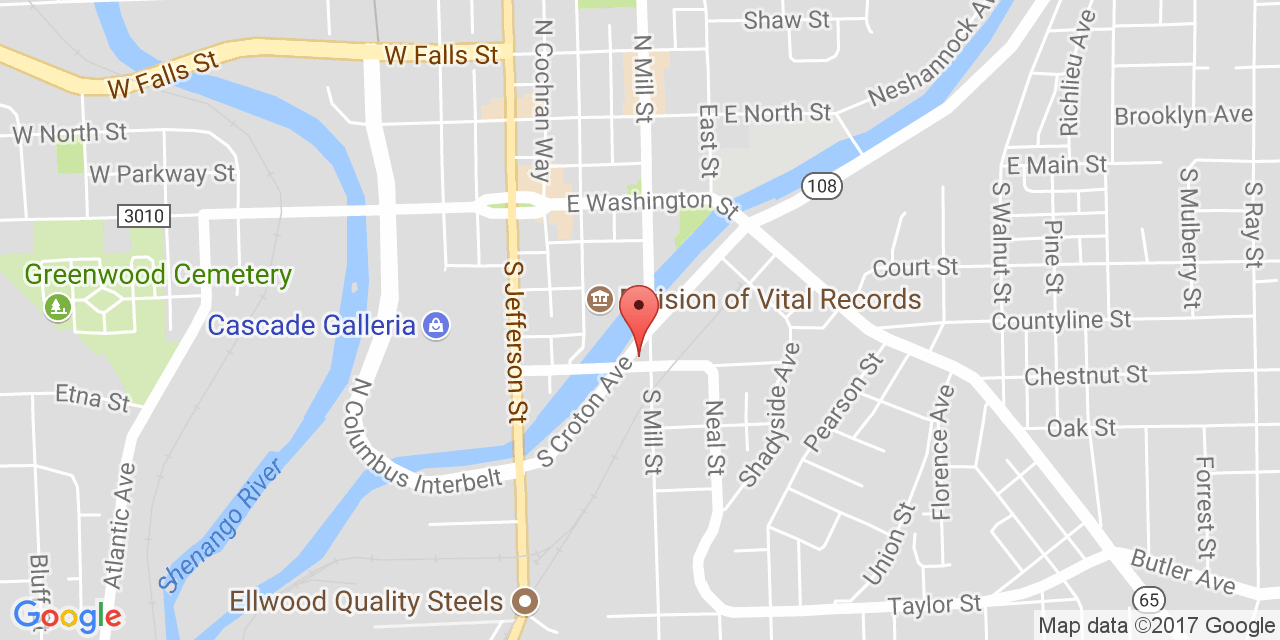 Shaw St
W Falls St
W Falls St
N Cochran Way
N Mill St
Neshannock Ave
Richlieu Ave
W North St
East St
E North St
Brooklyn Ave
W Parkway St
E Main St
108
3010
E Washington St
S Walnut St
Pine St
S Mulberry St
S Ray St
Greenwood Cemetery
S Jefferson St
Court St
Division of Vital Records
Cascade Galleria
Countyline St
Etna St
N Columbus Interbelt
S Croton Ave
S Mill St
Neal St
Shadyside Ave
Pearson St
Florence Ave
Chestnut St
Oak St
Shenango River
Atlantic Ave
Union St
Forrest St
Bluff St
Butler Ave
Ellwood Quality Steels
Taylor St
65
Google
Map data ©2017 Google